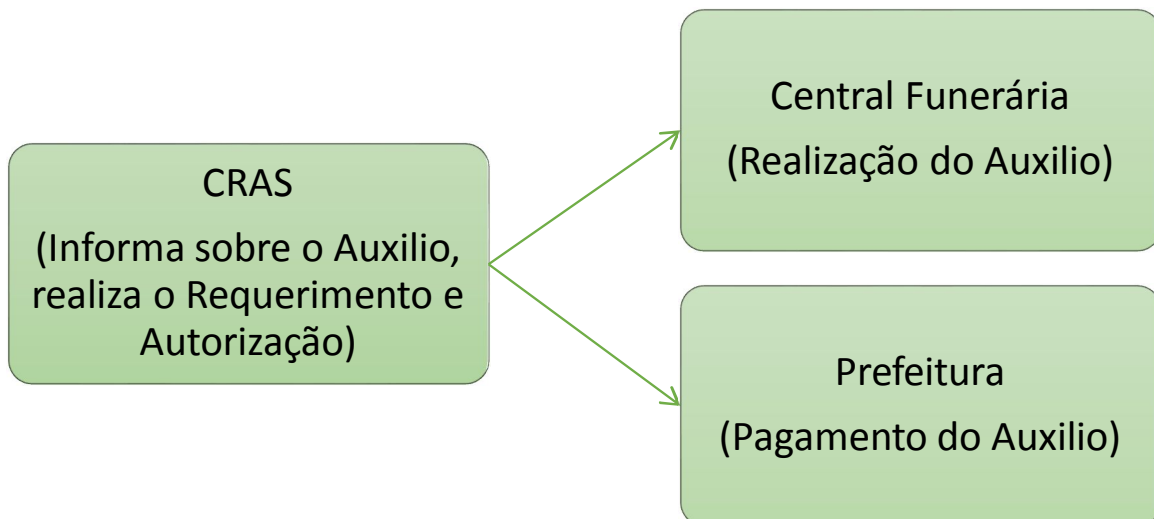 CRAS
(Informa sobre o Auxilio,
realiza o Requerimento e
Autorização)
Central Funerária
(Realização do Auxilio)
Prefeitura
(Pagamento do Auxilio)